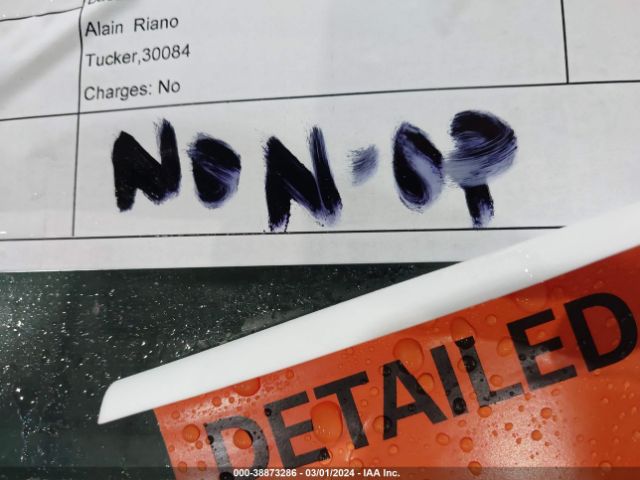 Alain Riano
Tucker,30084
Charges: No
NON-OP
DETAILED
000-38873286 - 03/01/2024 - IAA Inc.